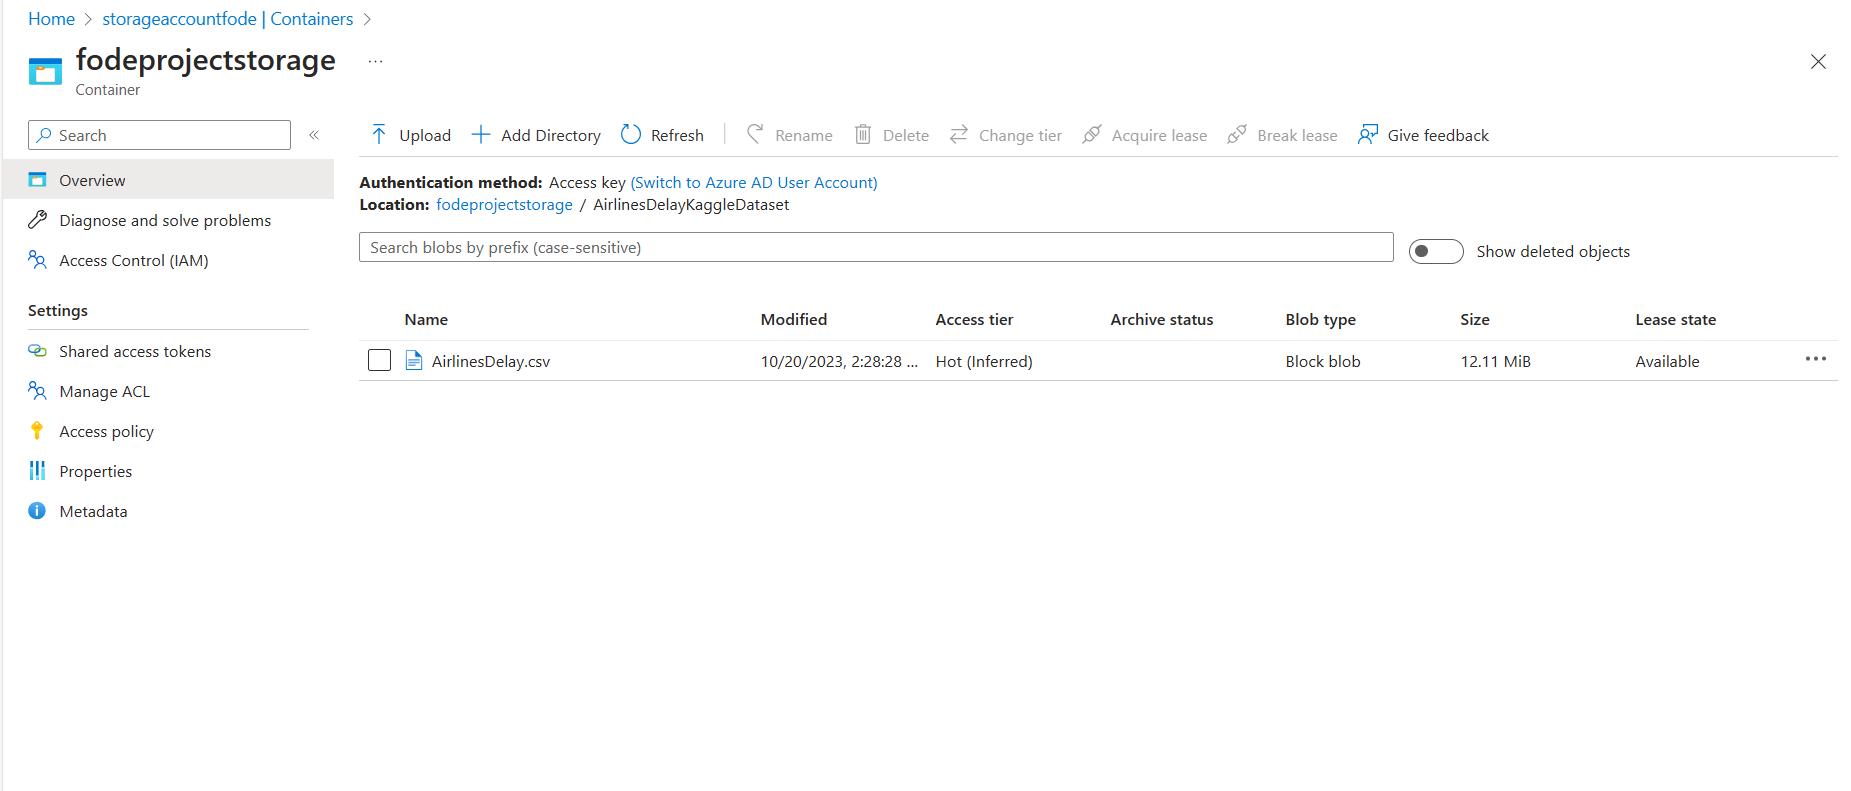 Home > storageaccountfode | Containers >
fodeprojectstorage ...
Container
Search «
Overview
Diagnose and solve problems
Access Control (IAM)
Settings
Shared access tokens
Manage ACL
Access policy
Properties
Metadata
Upload Add Directory Refresh Rename Delete Change tier Acquire lease Break lease Give feedback
Authentication method: Access key (Switch to Azure AD User Account)
Location: fodeprojectstorage / AirlinesDelayKaggleDataset
Search blobs by prefix (case-sensitive)
Show deleted objects
Name Modified Access tier Archive status Blob type Size Lease state
AirlinesDelay.csv 10/20/2023, 2:28:28 ... Hot (Inferred) Block blob 12.11 MiB Available ...